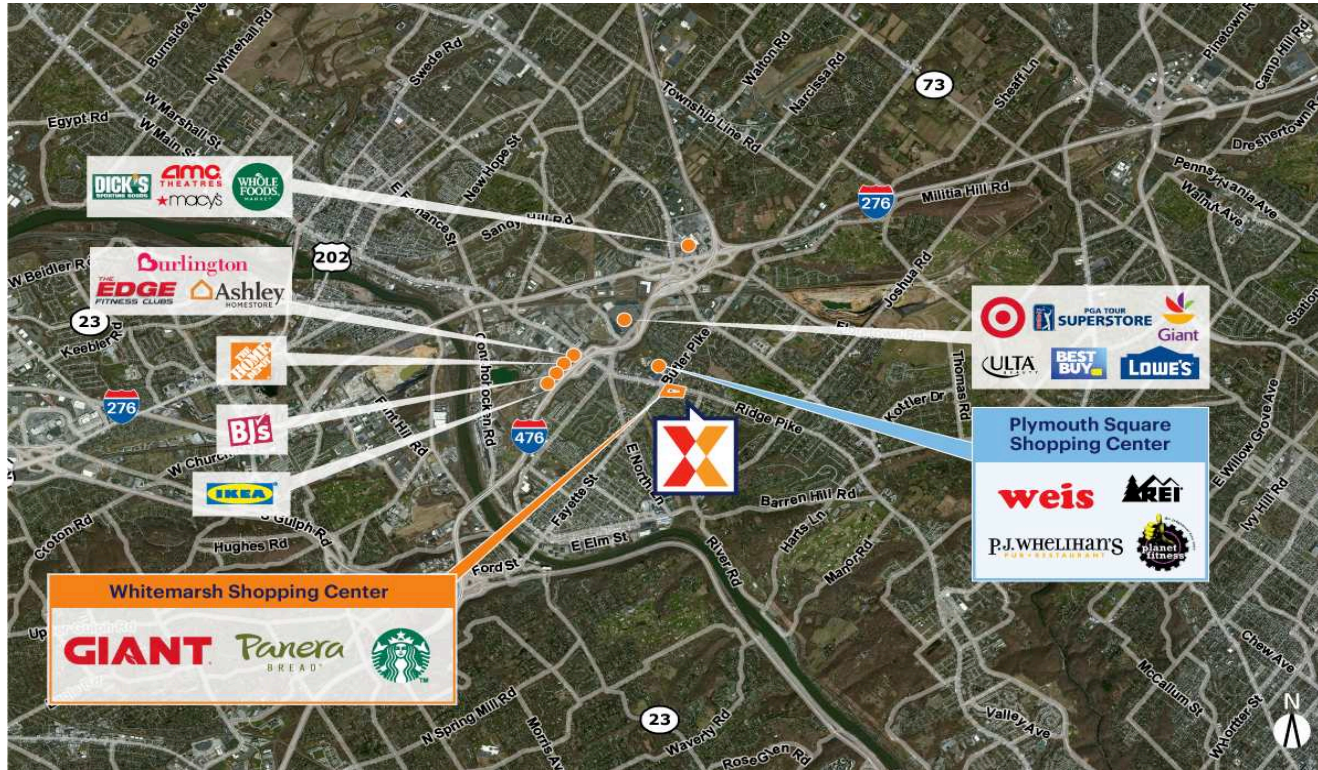 Burnside Ave
N Whitehall Rd
Swede Rd
Walton Rd
Narcissa Rd
73
Sheaff Ln
Pinetown Rd
Camp Hill Rd
Egypt Rd
W Marshall St
W Main St
Township Line Rd
Dreshertown Rd
New Hope St
Pennsylvania Ave
Walnut Ave
DICK'S
SPORTING GOODS
amc
THEATRES
macy's
WHOLE
FOODS
MARKET
276
Militia Hill Rd
Sandy Hill Rd
202
W Beidler
Joshua Rd
Burlington
THE
EDGE
FITNESS CLUBS
Ashley
HOMESTORE
23
Keebler Rd
PGA TOUR
SUPERSTORE
Giant
Station
ULTA
BEAUTY
BEST
BUY
LOWE'S
THE
HOME
DEPOT
Butler Pike
Conshohocken Rd
Thomas Rd
276
Flint Hill Rd
Ridge Pike
Kottler Dr
BJ's
476
Plymouth Square
Shopping Center
W Church
E North Ln
Fayette St
E Willow Grove Ave
IKEA
weis
REI
Barren Hill Rd
Ivy Hill Rd
Croton Rd
S Gulph Rd
Hughes Rd
Harts Ln
E Elm St
River Rd
Manor Rd
P.J. WHELIHAN'S
PUB + RESTAURANT
planet
fitness
Ford St
Whitemarsh Shopping Center
GIANT
Panera
BREAD
TM
Chew Ave
McCallum St
N Spring Mill Rd
Morris Av
23
Waverly Rd
Rose Glen Rd
Valley Ave
W Hortter St
N